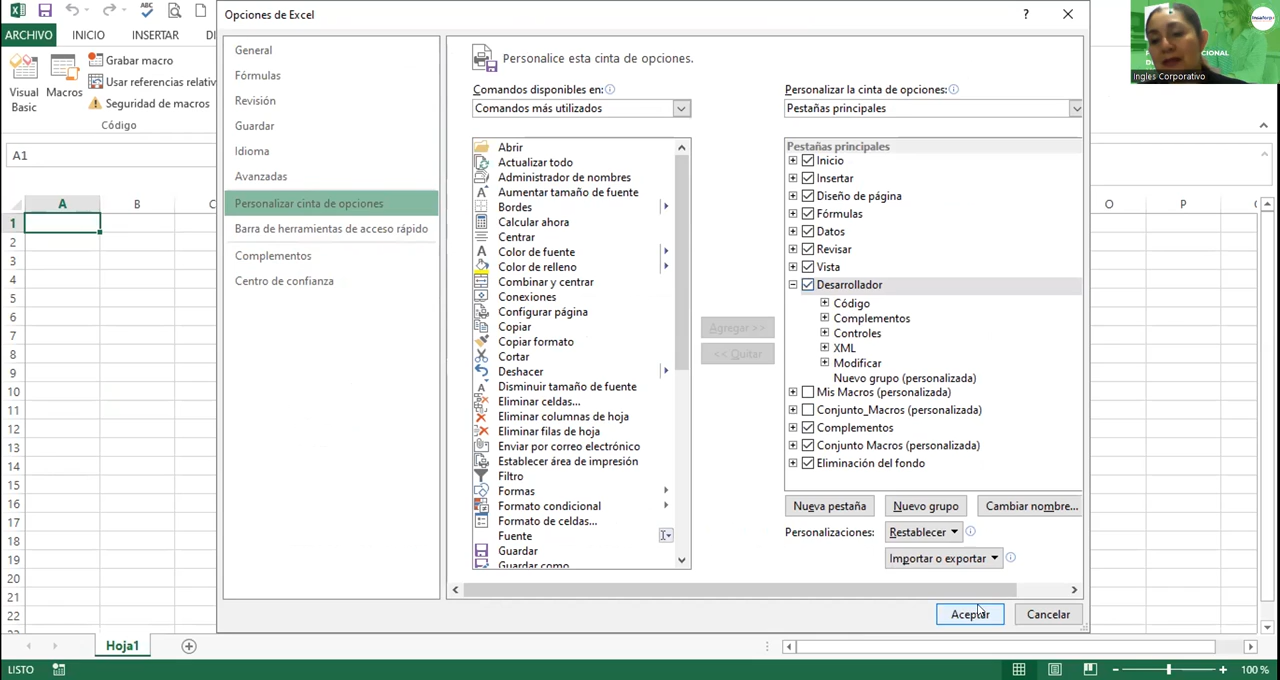 Opciones de Excel
?
ARCHIVO
INICIO
INSERTAR
Visual Basic
Macros
Grabar macro
Usar referencias relativ
Seguridad de macros
Código
A1
A B C O P
1
2
3
4
5
6
7
8
9
10
11
12
13
14
15
16
17
18
19
20
21
22
General
Fórmulas
Revisión
Guardar
Idioma
Avanzadas
Personalizar cinta de opciones
Barra de herramientas de acceso rápido
Complementos
Centro de confianza
Personalice esta cinta de opciones.
Comandos disponibles en:
Comandos más utilizados
Abrir
Actualizar todo
Administrador de nombres
Aumentar tamaño de fuente
Bordes
Calcular ahora
Centrar
Color de fuente
Color de relleno
Combinar y centrar
Conexiones
Configurar página
Copiar
Copiar formato
Cortar
Deshacer
Disminuir tamaño de fuente
Eliminar celdas...
Eliminar columnas de hoja
Eliminar filas de hoja
Enviar por correo electrónico
Establecer área de impresión
Filtro
Formas
Formato condicional
Formato de celdas...
Fuente
Guardar
Guardar como
Agregar >>
<< Quitar
Personalizar la cinta de opciones:
Pestañas principales
Pestañas principales
Inicio
Insertar
Diseño de página
Fórmulas
Datos
Revisar
Vista
Desarrollador
Código
Complementos
Controles
XML
Modificar
Nuevo grupo (personalizada)
Mis Macros (personalizada)
Conjunto_Macros (personalizada)
Complementos
Conjunto Macros (personalizada)
Eliminación del fondo
Nueva pestaña
Nuevo grupo
Cambiar nombre...
Personalizaciones:
Restablecer
Importar o exportar
Aceptar
Cancelar
Ingles Corporativo
Hoja1
LISTO
100 %